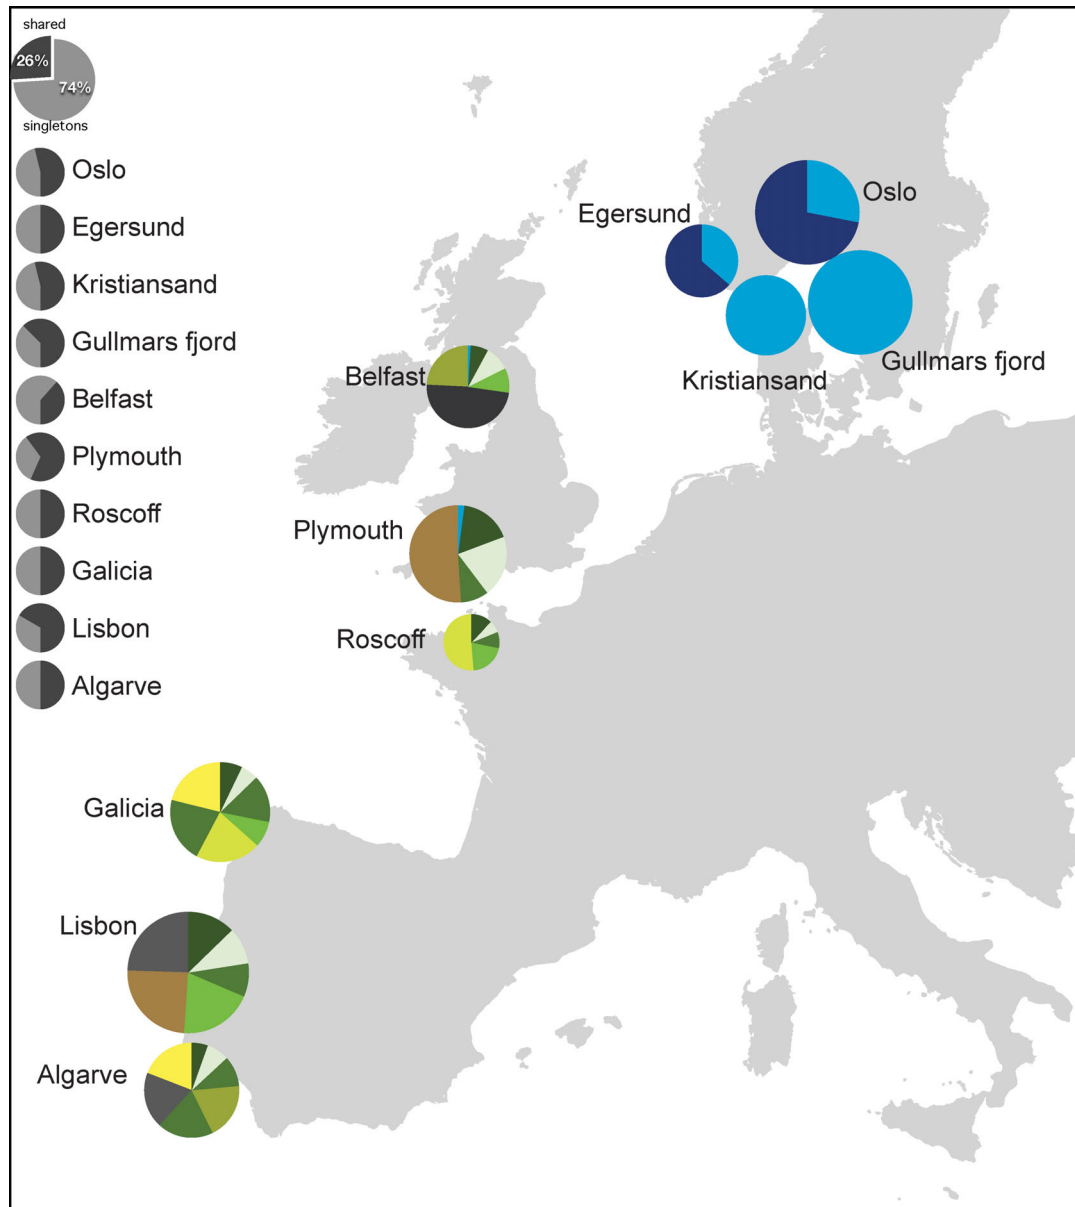 shared
26%
74%
singletons
Oslo
Egersund
Kristiansand
Gullmars fjord
Belfast
Plymouth
Roscoff
Galicia
Lisbon
Algarve
Oslo
Egersund
Gullmars fjord
Kristiansand
Belfast
Plymouth
Roscoff
Galicia
Lisbon
Algarve